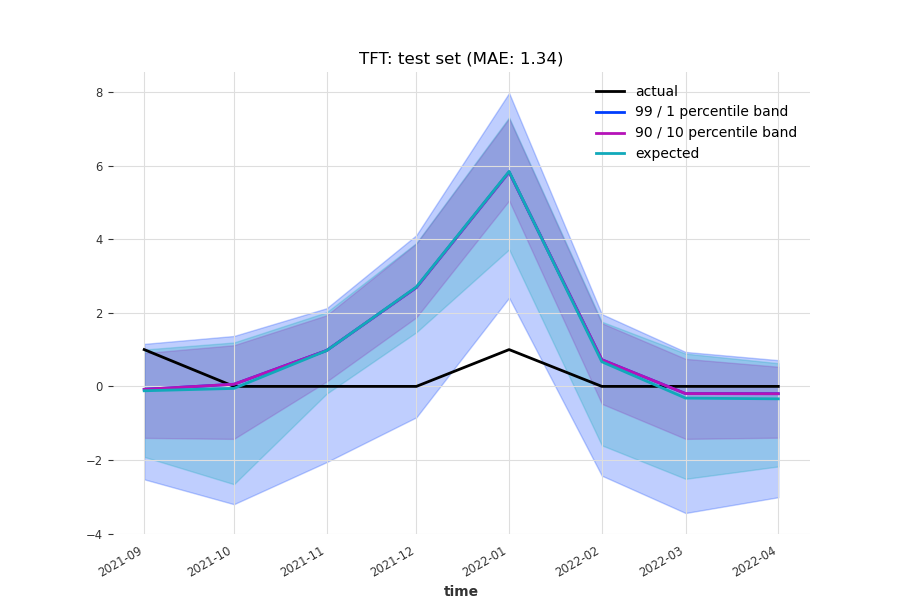 TFT: test set (MAE: 1.34)
actual
99 / 1 percentile band
90 / 10 percentile band
expected
8
6
4
2
0
−2
−4
2021-09
2021-10
2021-11
2021-12
2022-01
2022-02
2022-03
2022-04
time